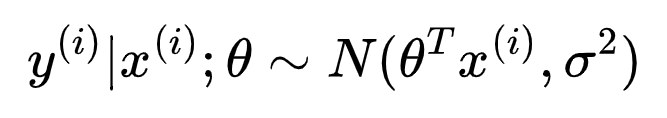 y^{(i)}|x^{(i)}; θ ∼ N(θ^T x^{(i)}, σ^2)